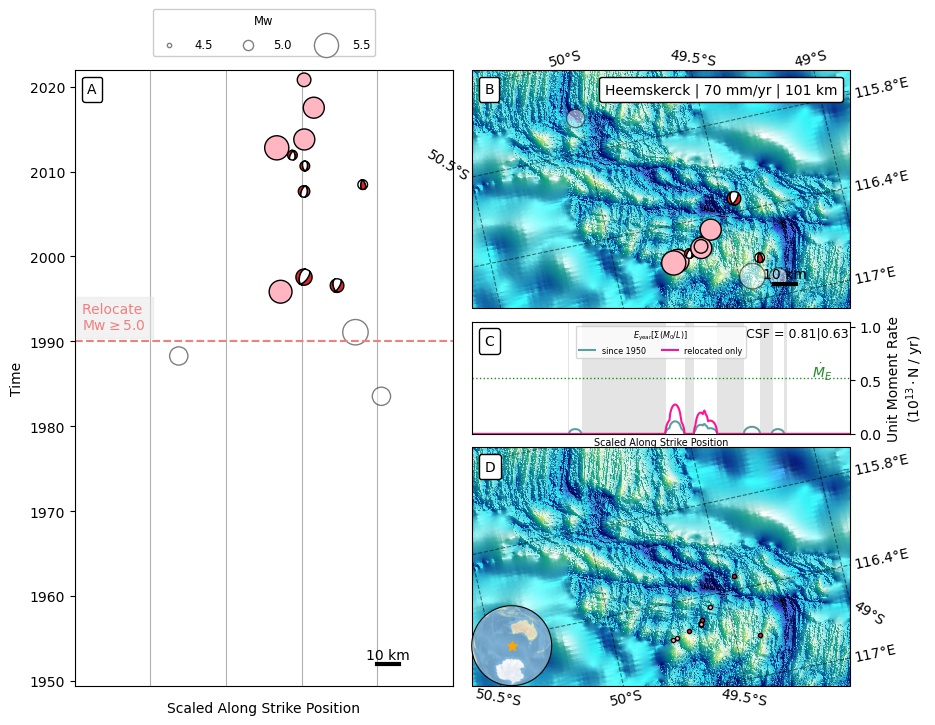 Mw
4.5 5.0 5.5
A
2020
2010
2000
1990
1980
1970
1960
1950
Time
Relocate
Mw ≥ 5.0
10 km
Scaled Along Strike Position
50°S 49.5°S 49°S
B
Heemskerck | 70 mm/yr | 101 km
115.8°E
116.4°E
117°E
50.5°S
10 km
C
E_year[Σ(M₀/L)]
since 1950 relocated only
CSF = 0.81|0.63
Ṁ_E
1.0
0.5
0.0
Unit Moment Rate
(10¹³ · N / yr)
Scaled Along Strike Position
D
115.8°E
116.4°E
49°S
117°E
50.5°S 50°S 49.5°S